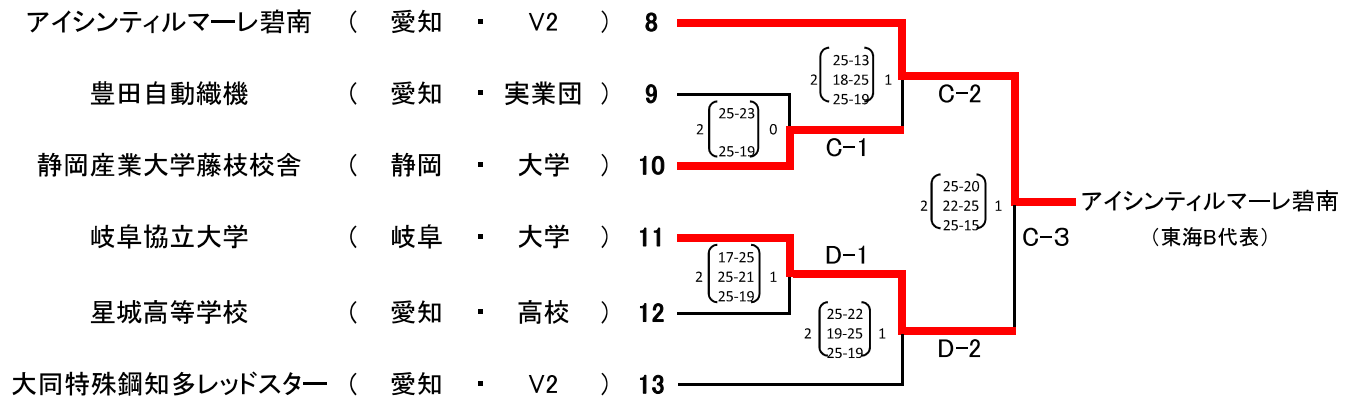 アイシンティルマーレ碧南 ( 愛知 ・ V2 ) 8
25-13
2 18-25 1
25-19
C-2
豊田自動織機 ( 愛知 ・ 実業団 ) 9
25-23
2 0
25-19
C-1
静岡産業大学藤枝校舎 ( 静岡 ・ 大学 ) 10
25-20
2 22-25 1
25-15
アイシンティルマーレ碧南
(東海B代表)
C-3
岐阜協立大学 ( 岐阜 ・ 大学 ) 11
D-1
17-25
2 25-21 1
25-19
星城高等学校 ( 愛知 ・ 高校 ) 12
25-22
2 19-25 1
25-19
D-2
大同特殊鋼知多レッドスター ( 愛知 ・ V2 ) 13